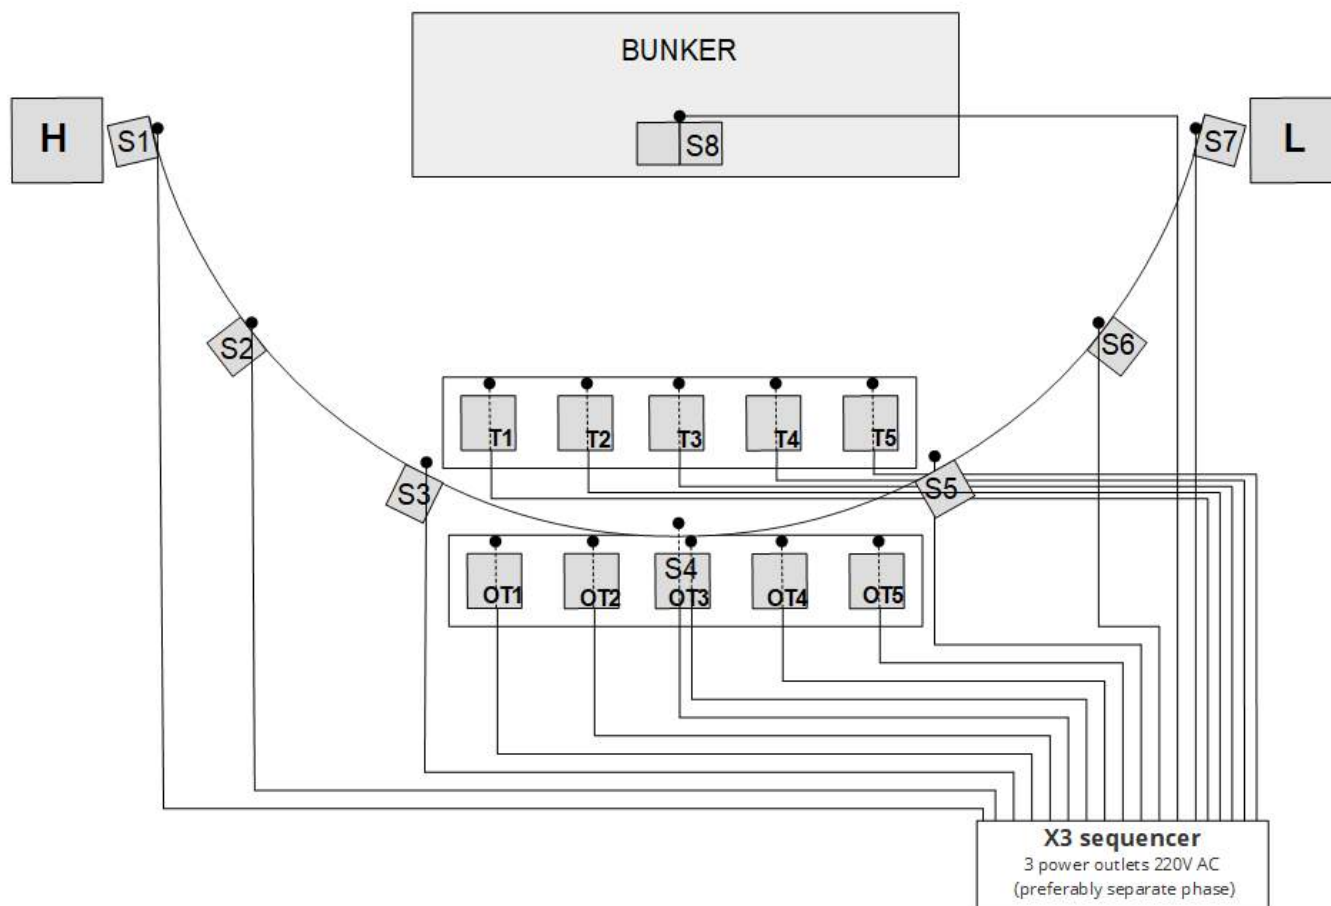 BUNKER
H
S1
S8
S7
L
S2
S6
T1
T2
T3
T4
T5
S3
S5
S4
OT1
OT2
OT3
OT4
OT5
X3 sequencer
3 power outlets 220V AC
(preferably separate phase)